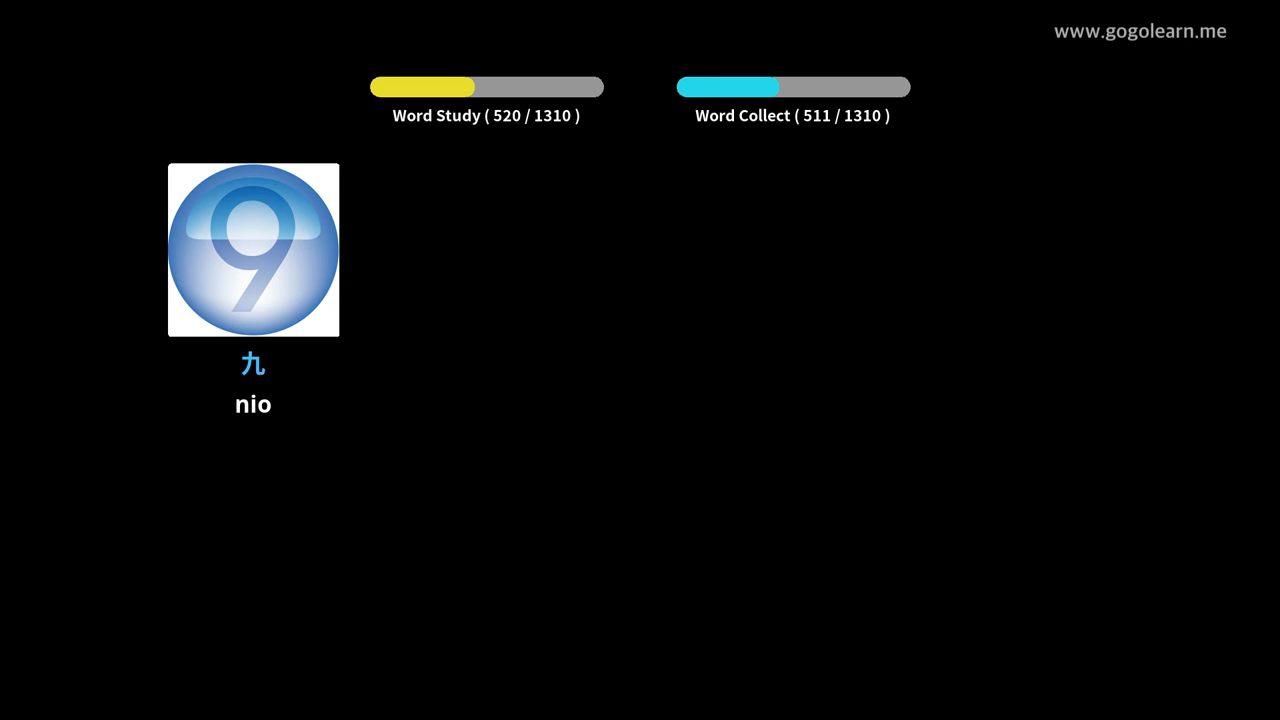 www.gogolearn.me
Word Study ( 520 / 1310 )
Word Collect ( 511 / 1310 )
9
九
nio